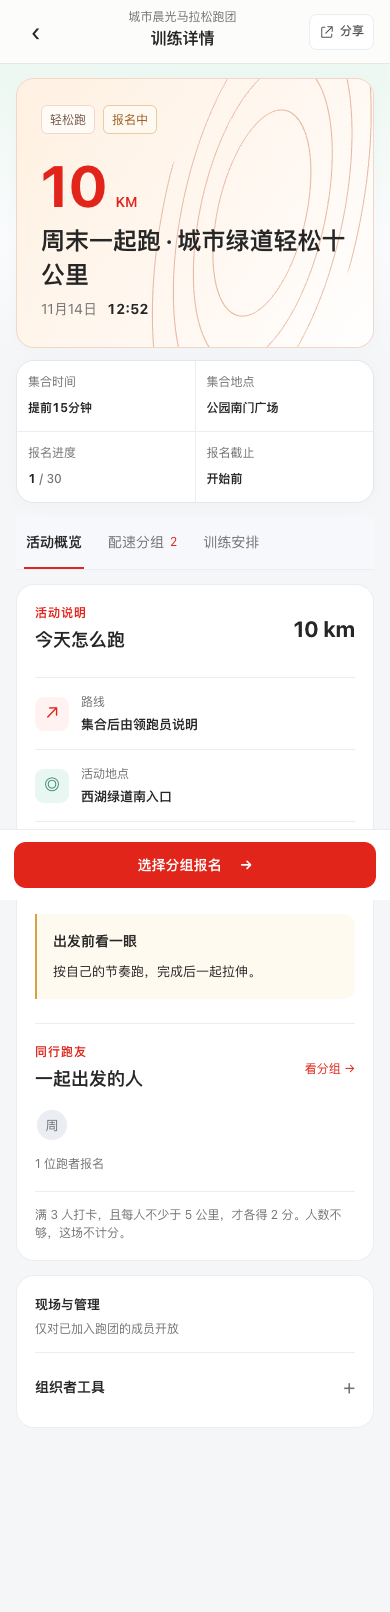 城市晨光马拉松跑团
训练详情
分享
轻松跑
报名中
10 KM
周末一起跑 · 城市绿道轻松十
公里
11月14日 12:52
集合时间
提前15分钟
集合地点
公园南门广场
报名进度
1 / 30
报名截止
开始前
活动概览
配速分组 2
训练安排
活动说明
今天怎么跑
10 km
路线
集合后由领跑员说明
活动地点
西湖绿道南入口
选择分组报名 →
出发前看一眼
按自己的节奏跑，完成后一起拉伸。
同行跑友
一起出发的人
看分组 →
周
1 位跑者报名
满 3 人打卡，且每人不少于 5 公里，才各得 2 分。人数不
够，这场不计分。
现场与管理
仅对已加入跑团的成员开放
组织者工具